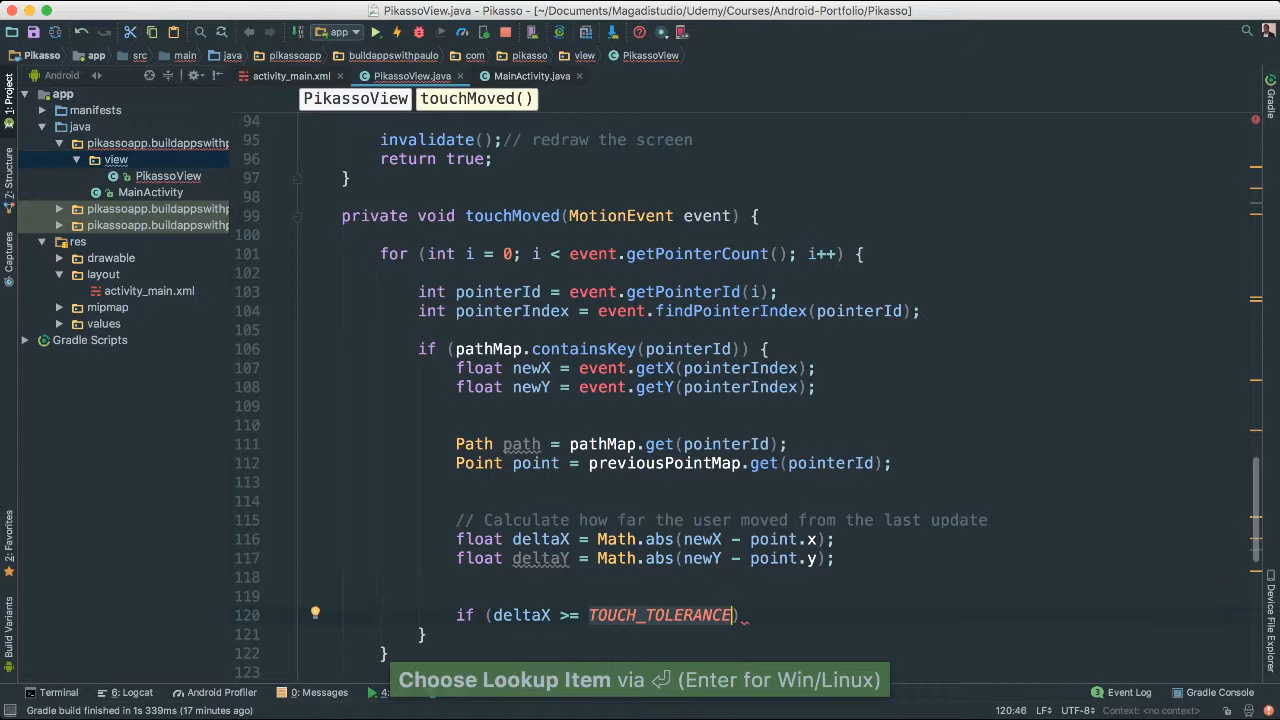 PikassoView.java - Pikasso - [~/Documents/Magadistudio/Udemy/Courses/Android-Portfolio/Pikasso]
app
Pikasso app src main java pikassoapp buildappswithpaulo com pikasso view PikassoView
Android
activity_main.xml PikassoView.java MainActivity.java
1: Project
Z: Structure
Captures
2: Favorites
Build Variants
app
manifests
java
pikassoapp.buildappswithp
view
PikassoView
MainActivity
pikassoapp.buildappswithp
pikassoapp.buildappswithp
res
drawable
layout
activity_main.xml
mipmap
values
Gradle Scripts
PikassoView touchMoved()
94
95 invalidate();// redraw the screen
96 return true;
97 }
98
99 private void touchMoved(MotionEvent event) {
100
101 for (int i = 0; i < event.getPointerCount(); i++) {
102
103 int pointerId = event.getPointerId(i);
104 int pointerIndex = event.findPointerIndex(pointerId);
105
106 if (pathMap.containsKey(pointerId)) {
107 float newX = event.getX(pointerIndex);
108 float newY = event.getY(pointerIndex);
109
110
111 Path path = pathMap.get(pointerId);
112 Point point = previousPointMap.get(pointerId);
113
114
115 // Calculate how far the user moved from the last update
116 float deltaX = Math.abs(newX - point.x);
117 float deltaY = Math.abs(newY - point.y);
118
119
120 if (deltaX >= TOUCH_TOLERANCE)
121 }
122 }
123
Choose Lookup Item via ⏎ (Enter for Win/Linux)
Gradle
Device File Explorer
Terminal 6: Logcat Android Profiler 0: Messages 4: Event Log Gradle Console
Gradle build finished in 1s 339ms (17 minutes ago) 120:46 LF÷ UTF-8÷ Context: <no context>